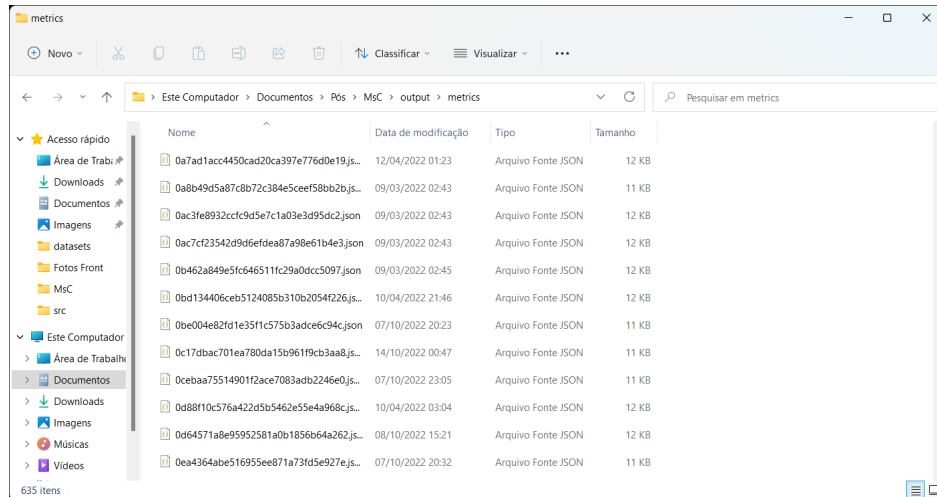 metrics
Novo
Classificar
Visualizar
Este Computador > Documentos > Pós > MsC > output > metrics
Pesquisar em metrics
Acesso rápido
Área de Traba
Downloads
Documentos
Imagens
datasets
Fotos Front
MsC
src
Este Computador
Área de Trabalho
Documentos
Downloads
Imagens
Músicas
Vídeos
Nome Data de modificação Tipo Tamanho
0a7ad1acc4450cad20ca397e776d0e19.js... 12/04/2022 01:23 Arquivo Fonte JSON 12 KB
0a8b49d5a87c8b72c384e5ceef58bb2b.js... 09/03/2022 02:43 Arquivo Fonte JSON 11 KB
0ac3fe8932ccfc9d5e7c1a03e3d95dc2.json 09/03/2022 02:43 Arquivo Fonte JSON 12 KB
0ac7cf23542d9d6efdea87a98e61b4e3.json 09/03/2022 02:43 Arquivo Fonte JSON 12 KB
0b462a849e5fc646511fc29a0dcc5097.json 09/03/2022 02:45 Arquivo Fonte JSON 12 KB
0bd134406ceb5124085b310b2054f226.js... 10/04/2022 21:46 Arquivo Fonte JSON 12 KB
0be004e82fd1e35f1c575b3adce6c94c.json 07/10/2022 20:23 Arquivo Fonte JSON 11 KB
0c17dbac701ea780da15b961f9cb3aa8.js... 14/10/2022 00:47 Arquivo Fonte JSON 11 KB
0cebaa75514901f2ace7083adb2246e0.js... 07/10/2022 23:05 Arquivo Fonte JSON 11 KB
0d88f10c576a422d5b5462e55e4a968c.js... 10/04/2022 03:04 Arquivo Fonte JSON 12 KB
0d64571a8e95952581a0b1856b64a262.js... 08/10/2022 15:21 Arquivo Fonte JSON 12 KB
0ea4364abe516955ee871a73fd5e927e.js... 07/10/2022 20:32 Arquivo Fonte JSON 11 KB
635 itens